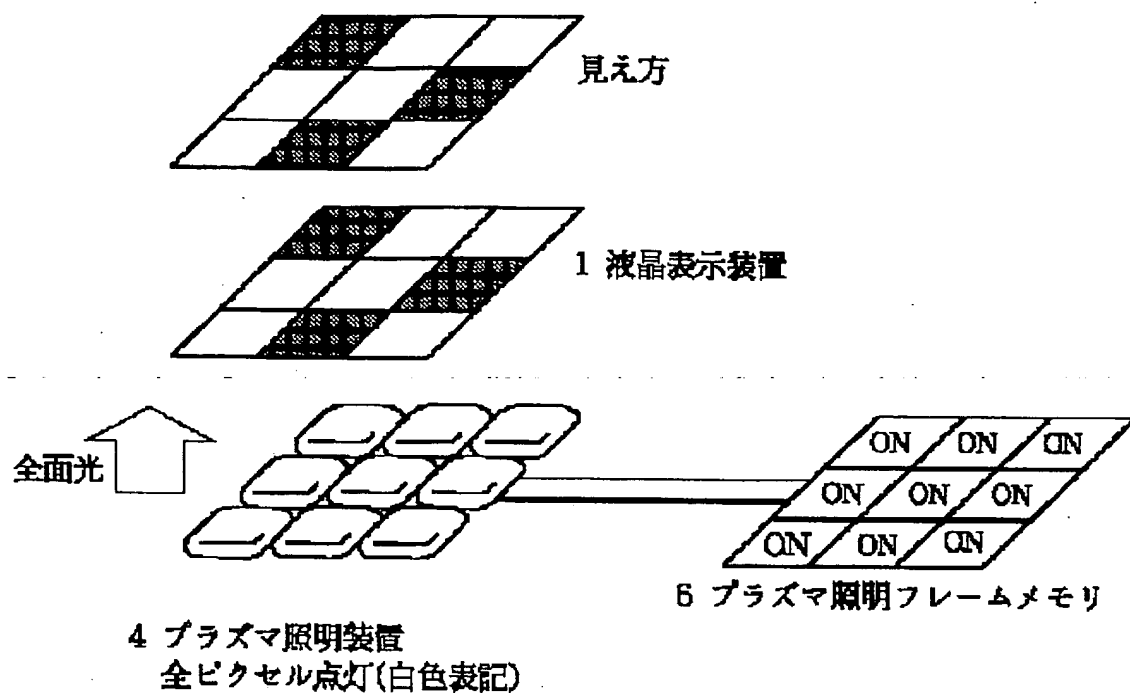 見え方
1 液晶表示装置
全面光
ON ON ON
ON ON ON
ON ON ON
6 プラズマ照明フレームメモリ
4 プラズマ照明装置
全ピクセル点灯(白色表記)